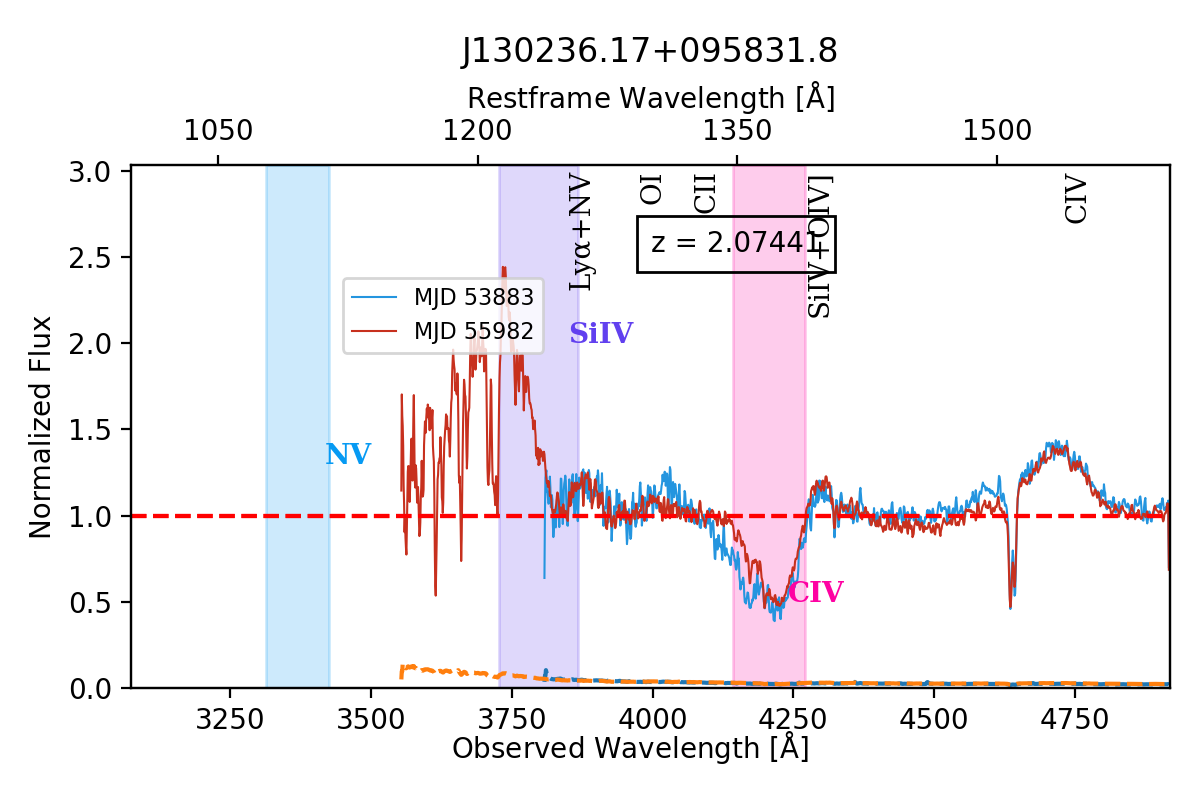 J130236.17+095831.8
Restframe Wavelength [Å]
1050 1200 1350 1500
Normalized Flux
3.0
2.5
2.0
1.5
1.0
0.5
0.0
Lyα+NV
OI
CII
SiIV+OIV]
CIV
z = 2.07441
MJD 53883
MJD 55982
SiIV
NV
CIV
3250 3500 3750 4000 4250 4500 4750
Observed Wavelength [Å]